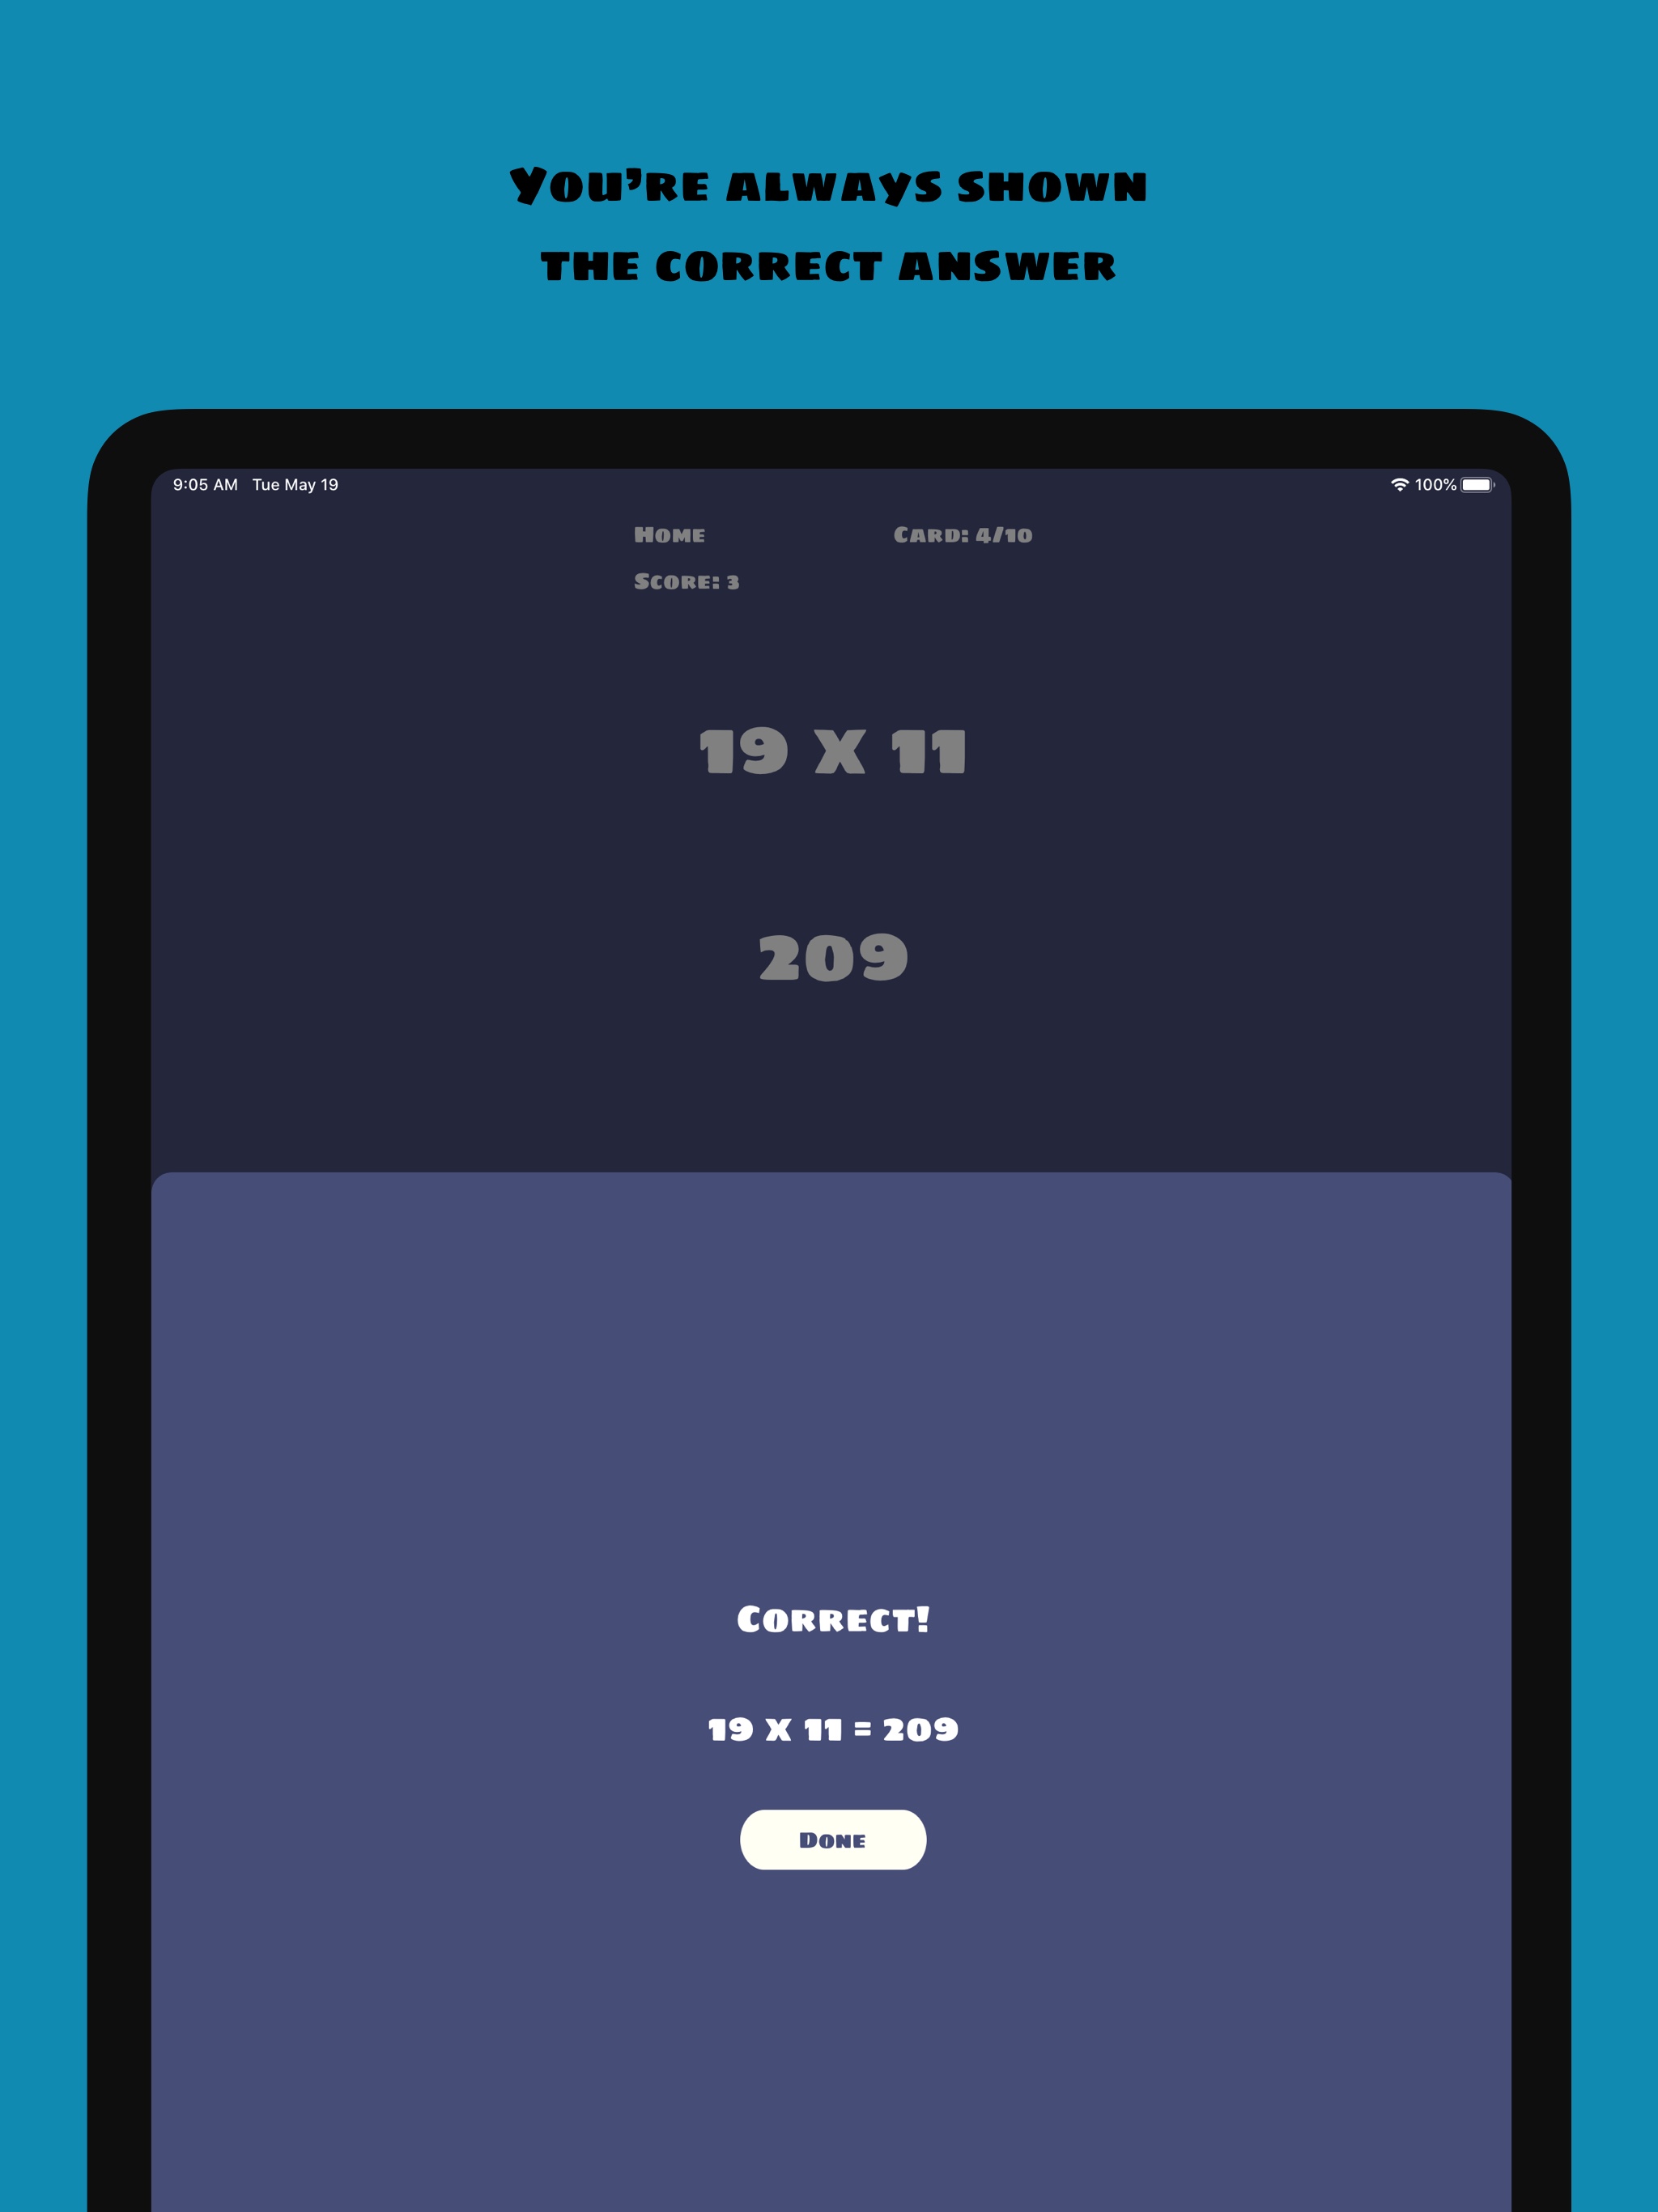 You're always shown
the correct answer
9:05 AM Tue May 19 100%
Home Card: 4/10
Score: 3
19 x 11
209
Correct!
19 x 11 = 209
Done